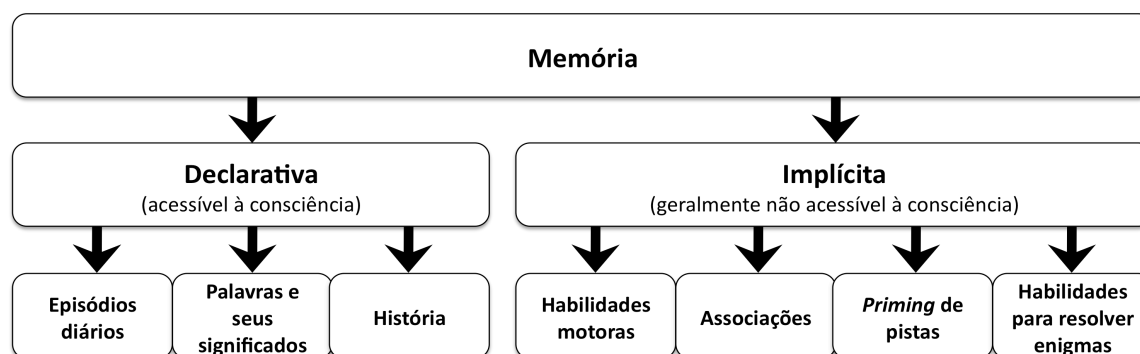 Memória
Declarativa
(acessível à consciência)
Implícita
(geralmente não acessível à consciência)
Episódios
diários
Palavras e
seus
significados
História
Habilidades
motoras
Associações
Priming de
pistas
Habilidades
para resolver
enigmas